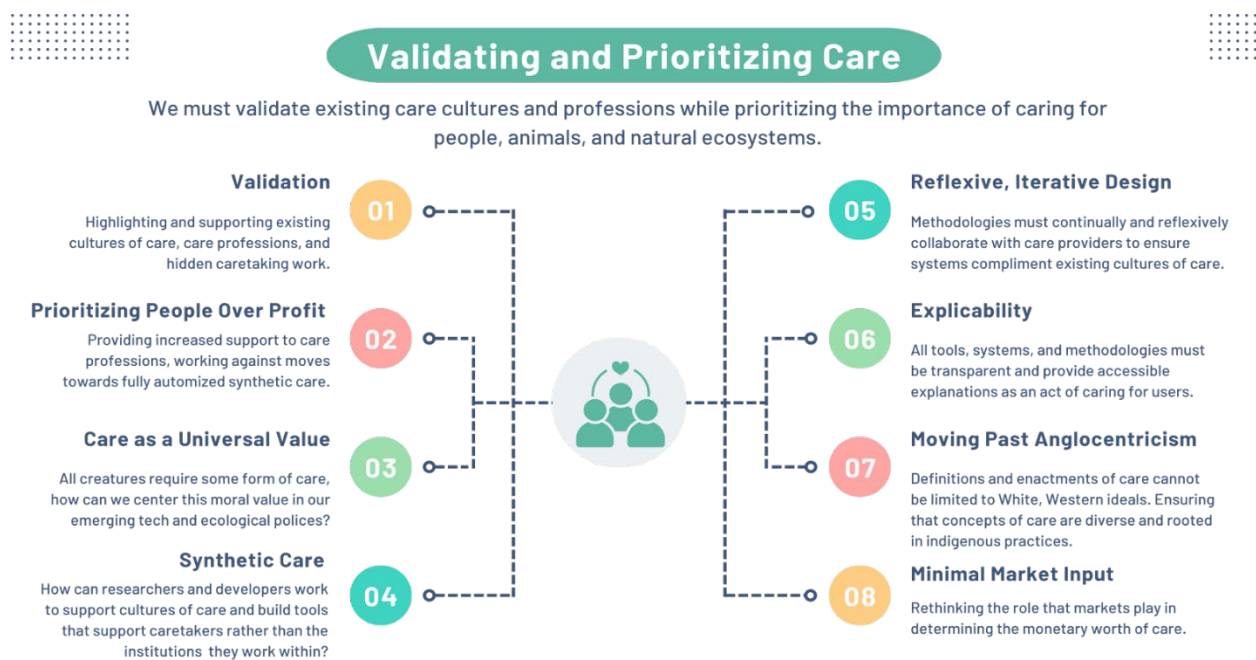 Validating and Prioritizing Care
We must validate existing care cultures and professions while prioritizing the importance of caring for
people, animals, and natural ecosystems.
Validation
01
Highlighting and supporting existing
cultures of care, care professions, and
hidden caretaking work.
Prioritizing People Over Profit
02
Providing increased support to care
professions, working against moves
towards fully automized synthetic care.
Care as a Universal Value
03
All creatures require some form of care,
how can we center this moral value in our
emerging tech and ecological polices?
Synthetic Care
04
How can researchers and developers work
to support cultures of care and build tools
that support caretakers rather than the
institutions they work within?
05
Reflexive, Iterative Design
Methodologies must continually and reflexively
collaborate with care providers to ensure
systems compliment existing cultures of care.
06
Explicability
All tools, systems, and methodologies must
be transparent and provide accessible
explanations as an act of caring for users.
07
Moving Past Anglocentricism
Definitions and enactments of care cannot
be limited to White, Western ideals. Ensuring
that concepts of care are diverse and rooted
in indigenous practices.
08
Minimal Market Input
Rethinking the role that markets play in
determining the monetary worth of care.